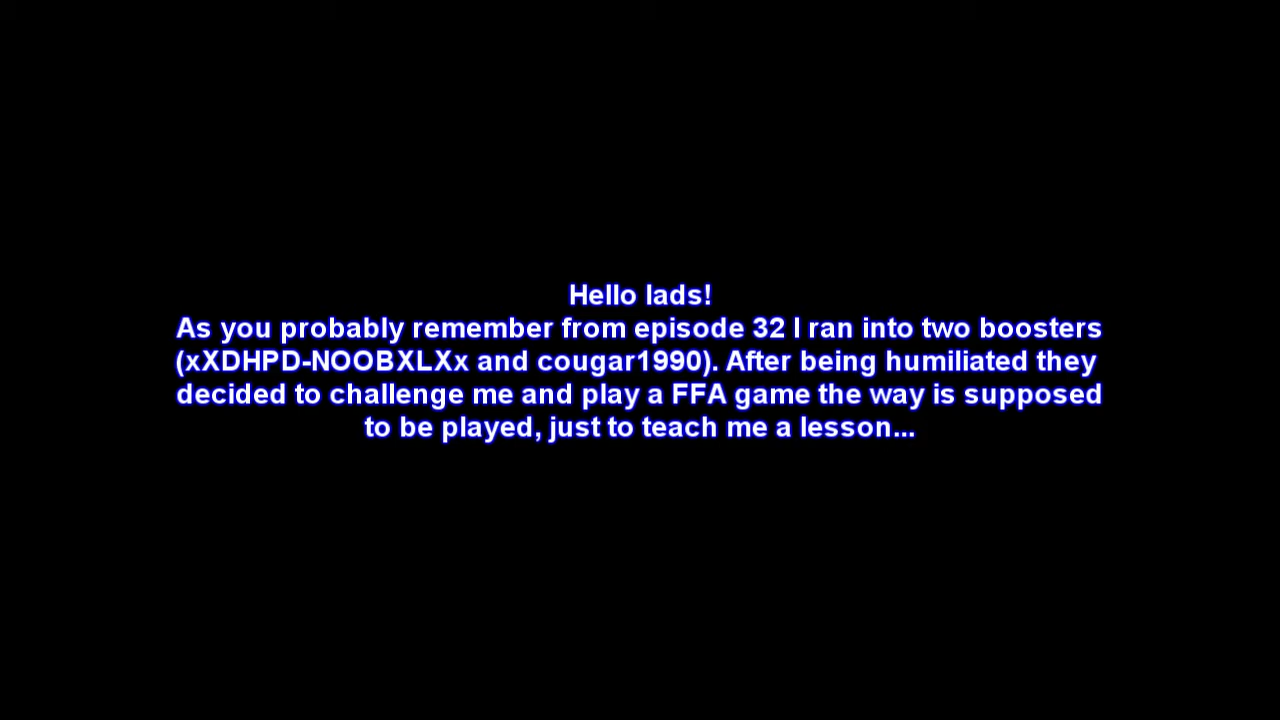 Hello lads!
As you probably remember from episode 32 I ran into two boosters
(xXDHPD-NOOBXLXx and cougar1990). After being humiliated they
decided to challenge me and play a FFA game the way is supposed
to be played, just to teach me a lesson...